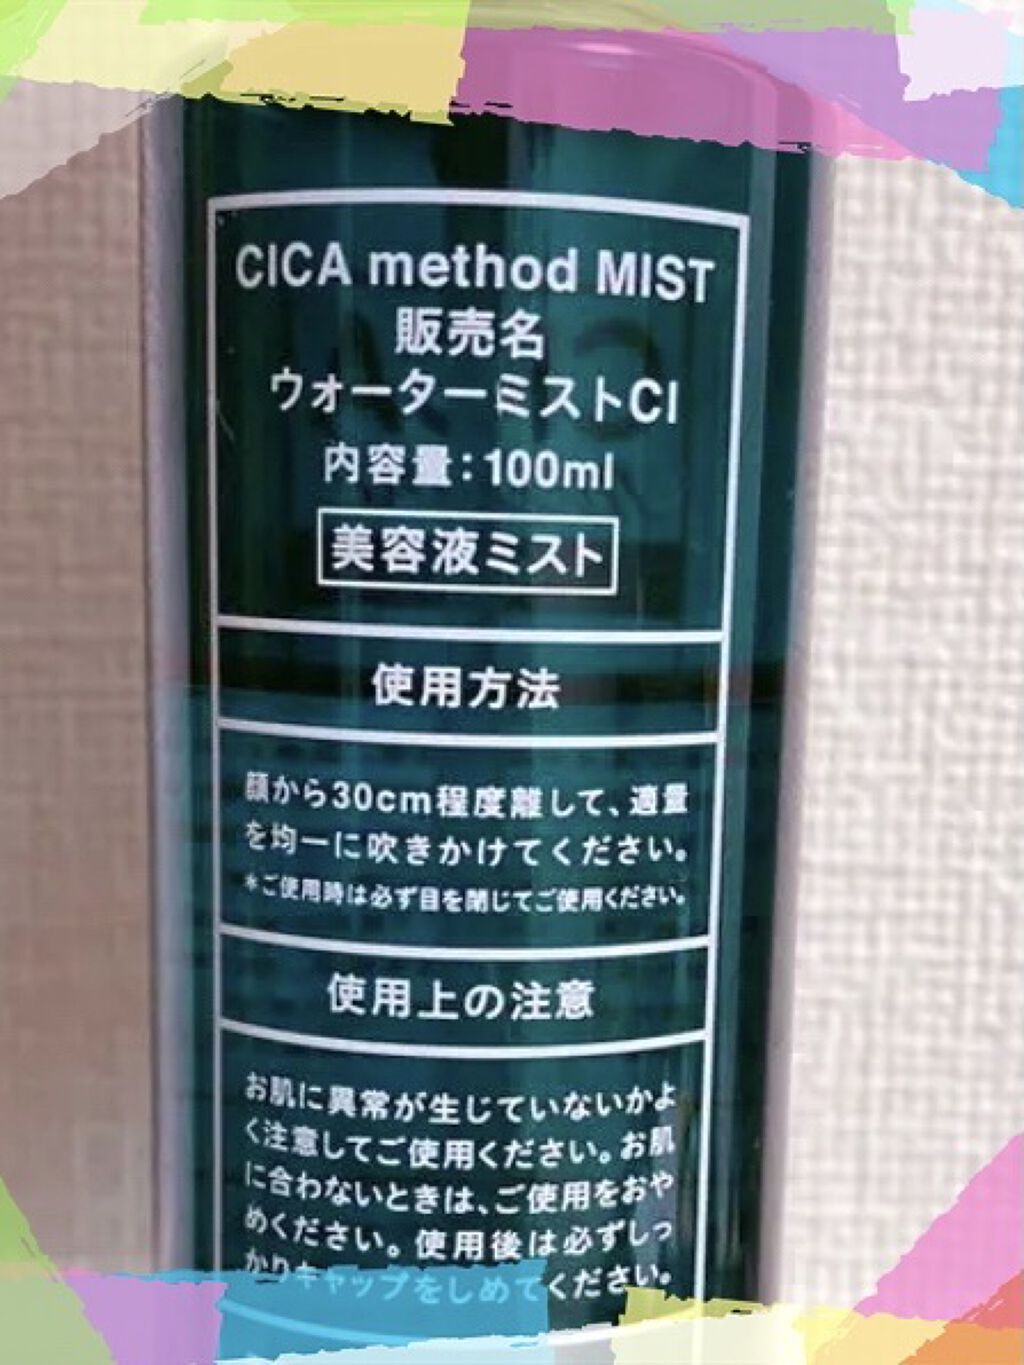 CICA method MIST
販売名
ウォーターミストCI
内容量:100ml
美容液ミスト
使用方法
顔から30cm程度離して、適量
を均一に吹きかけてください。
*ご使用時は必ず目を閉じてご使用ください。
使用上の注意
お肌に異常が生じていないかよ
く注意してご使用ください。お肌
に合わないときは、ご使用をおや
めください。使用後は必ずしっ
かりキャップをしめてください。